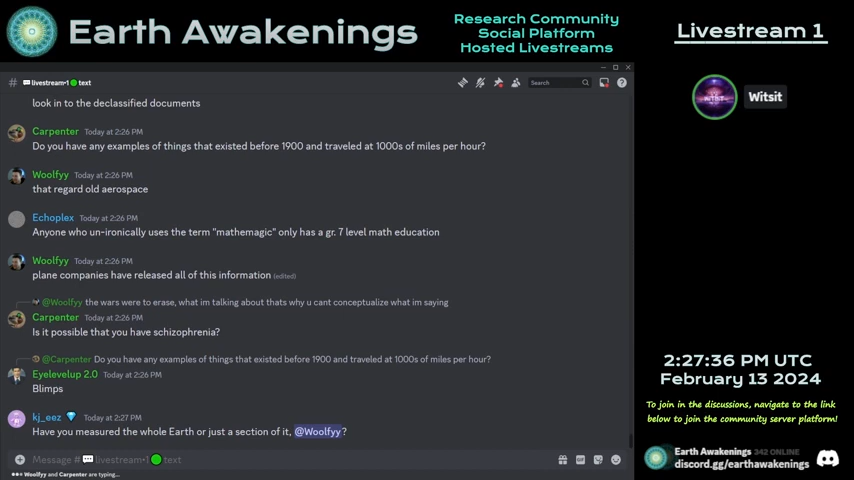 Earth Awakenings
Research Community
Social Platform
Hosted Livestreams
Livestream 1
# livestream-1 text
Search
Witsit
look in to the declassified documents
Carpenter Today at 2:26 PM
Do you have any examples of things that existed before 1900 and traveled at 1000s of miles per hour?
Woolfyy Today at 2:26 PM
that regard old aerospace
Echoplex Today at 2:26 PM
Anyone who un-ironically uses the term "mathemagic" only has a gr. 7 level math education
Woolfyy Today at 2:26 PM
plane companies have released all of this information (edited)
@Woolfyy the wars were to erase, what im talking about thats why u cant conceptualize what im saying
Carpenter Today at 2:26 PM
Is it possible that you have schizophrenia?
@Carpenter Do you have any examples of things that existed before 1900 and traveled at 1000s of miles per hour?
Eyelevelup 2.0 Today at 2:26 PM
Blimps
kj_eez Today at 2:27 PM
Have you measured the whole Earth or just a section of it, @Woolfyy?
Message # livestream-1 text
GIF
Woolfyy and Carpenter are typing...
2:27:36 PM UTC
February 13 2024
To join in the discussions, navigate to the link
below to join the community server platform!
Earth Awakenings 342 ONLINE
discord.gg/earthawakenings